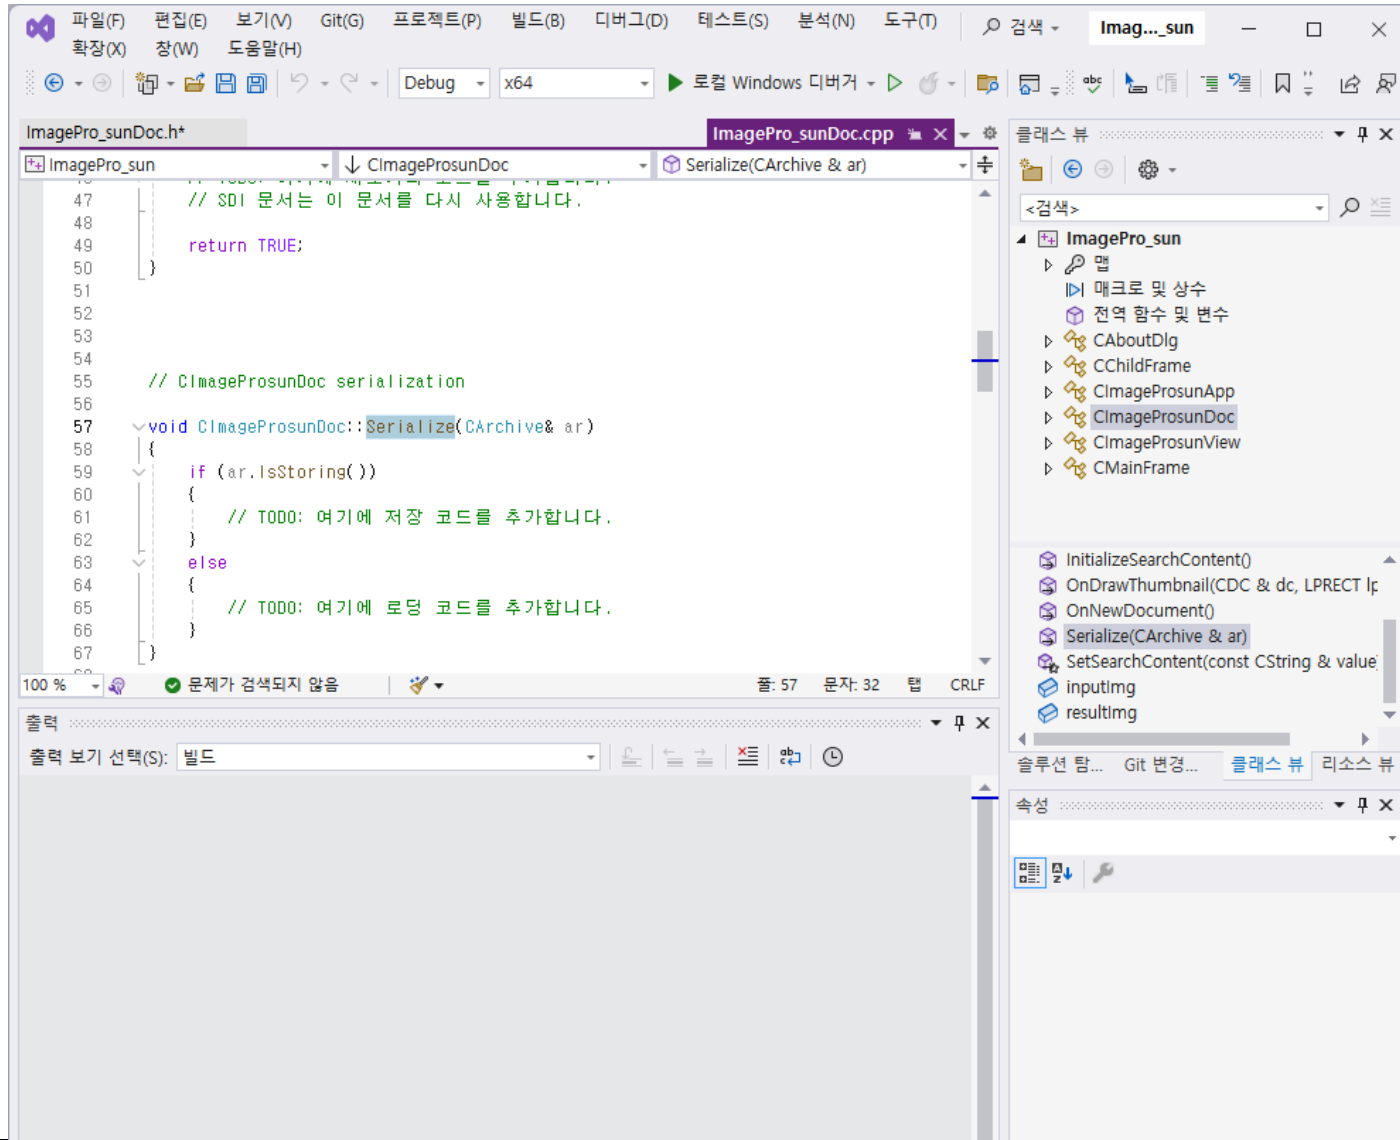 파일(F) 편집(E) 보기(V) Git(G) 프로젝트(P) 빌드(B) 디버그(D) 테스트(S) 분석(N) 도구(T) 검색 Imag..._sun
확장(X) 창(W) 도움말(H)
Debug x64 로컬 Windows 디버거
ImagePro_sunDoc.h* ImagePro_sunDoc.cpp
ImagePro_sun CImageProsunDoc Serialize(CArchive & ar)
47 // SDI 문서는 이 문서를 다시 사용합니다.
48
49 return TRUE;
50 }
51
52
53
54
55 // CImageProsunDoc serialization
56
57 void CImageProsunDoc::Serialize(CArchive& ar)
58 {
59 if (ar.IsStoring())
60 {
61 // TODO: 여기에 저장 코드를 추가합니다.
62 }
63 else
64 {
65 // TODO: 여기에 로딩 코드를 추가합니다.
66 }
67 }
100 % 문제가 검색되지 않음 줄: 57 문자: 32 탭 CRLF
출력
출력 보기 선택(S): 빌드
클래스 뷰
<검색>
ImagePro_sun
맵
매크로 및 상수
전역 함수 및 변수
CAboutDlg
CChildFrame
CImageProsunApp
CImageProsunDoc
CImageProsunView
CMainFrame
InitializeSearchContent()
OnDrawThumbnail(CDC & dc, LPRECT lp
OnNewDocument()
Serialize(CArchive & ar)
SetSearchContent(const CString & value)
inputImg
resultImg
솔루션 탐... Git 변경... 클래스 뷰 리소스 뷰
속성